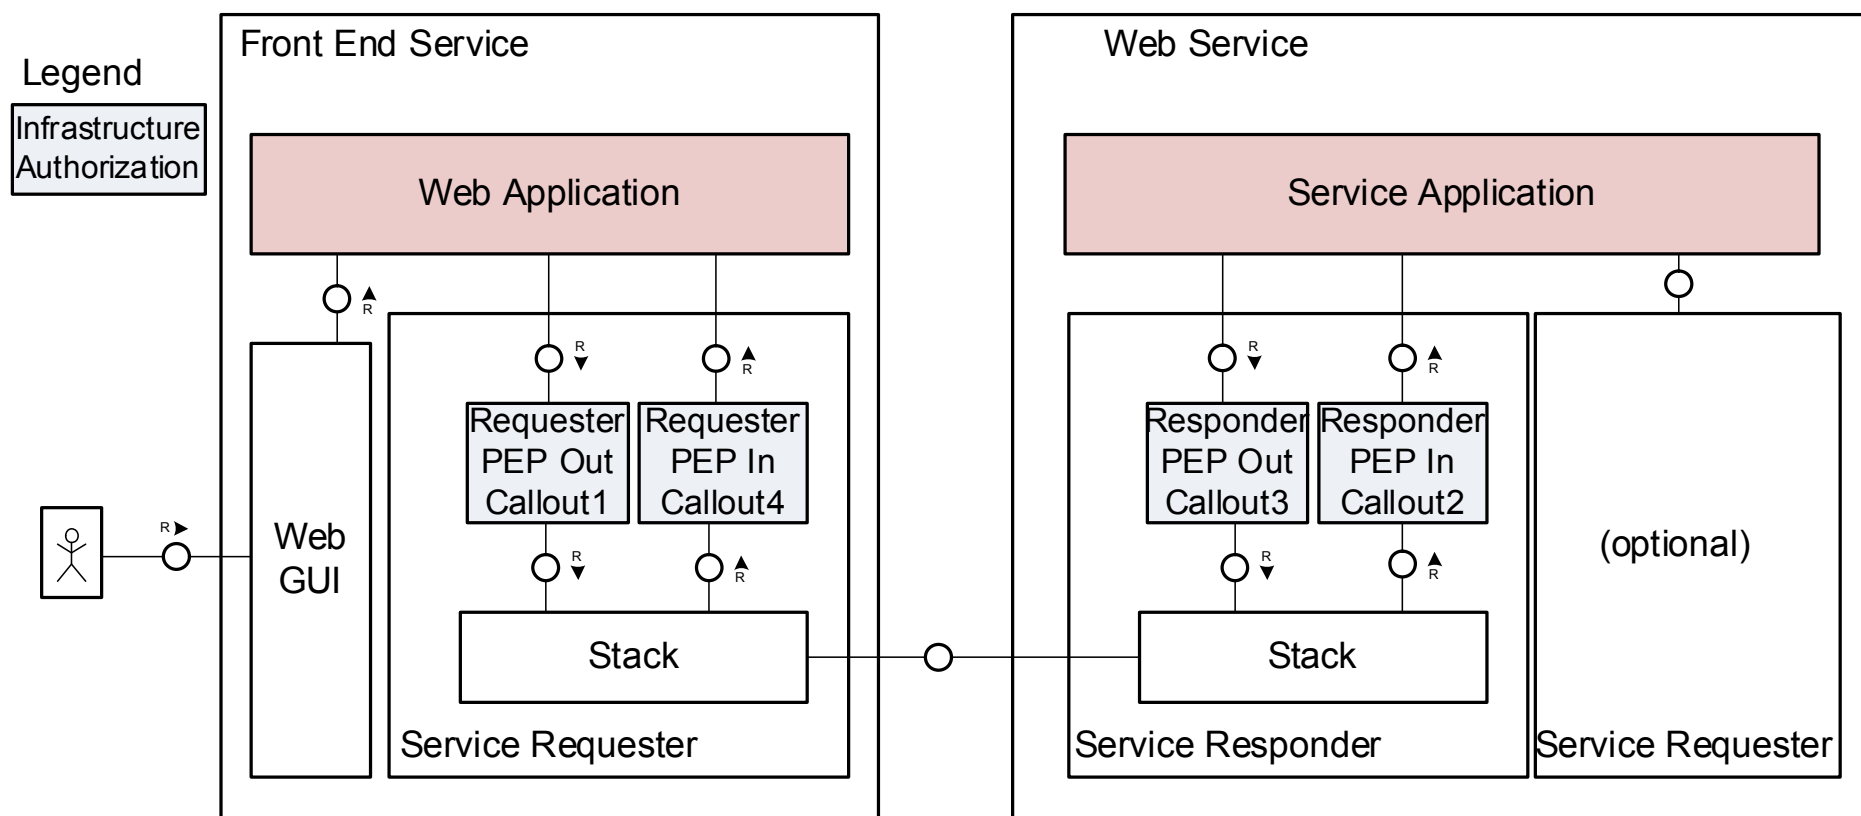 Front End Service
Web Service
Legend
Infrastructure
Authorization
Web Application
Service Application
R
R
R
R
R
Requester
PEP Out
Callout1
Requester
PEP In
Callout4
Responder
PEP Out
Callout3
Responder
PEP In
Callout2
R
Web
GUI
(optional)
R
R
R
R
Stack
Stack
Service Requester
Service Responder
Service Requester